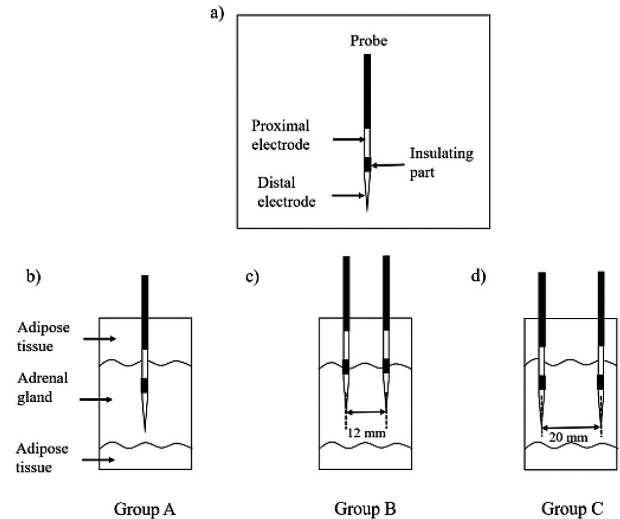 a)
Probe
Proximal
electrode
Insulating
part
Distal
electrode
b)
c)
d)
Adipose
tissue
Adrenal
gland
Adipose
tissue
12 mm
20 mm
Group A
Group B
Group C